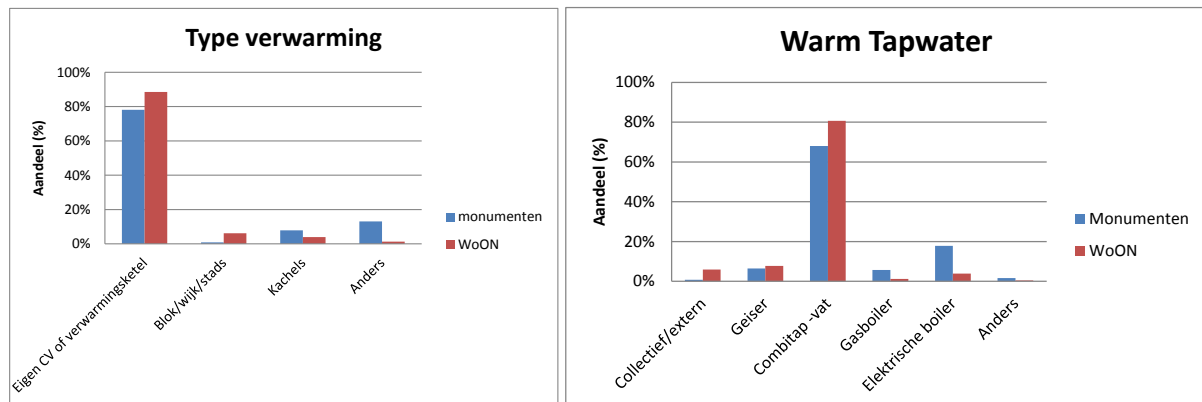 Type verwarming
Aandeel (%)
100%
80%
60%
40%
20%
0%
Eigen CV of verwarmingsketel
Blok/wijk/stads
Kachels
Anders
monumenten
WoON
Warm Tapwater
Aandeel (%)
100%
80%
60%
40%
20%
0%
Collectief/extern
Geiser
Combitap -vat
Gasboiler
Elektrische boiler
Anders
Monumenten
WoON